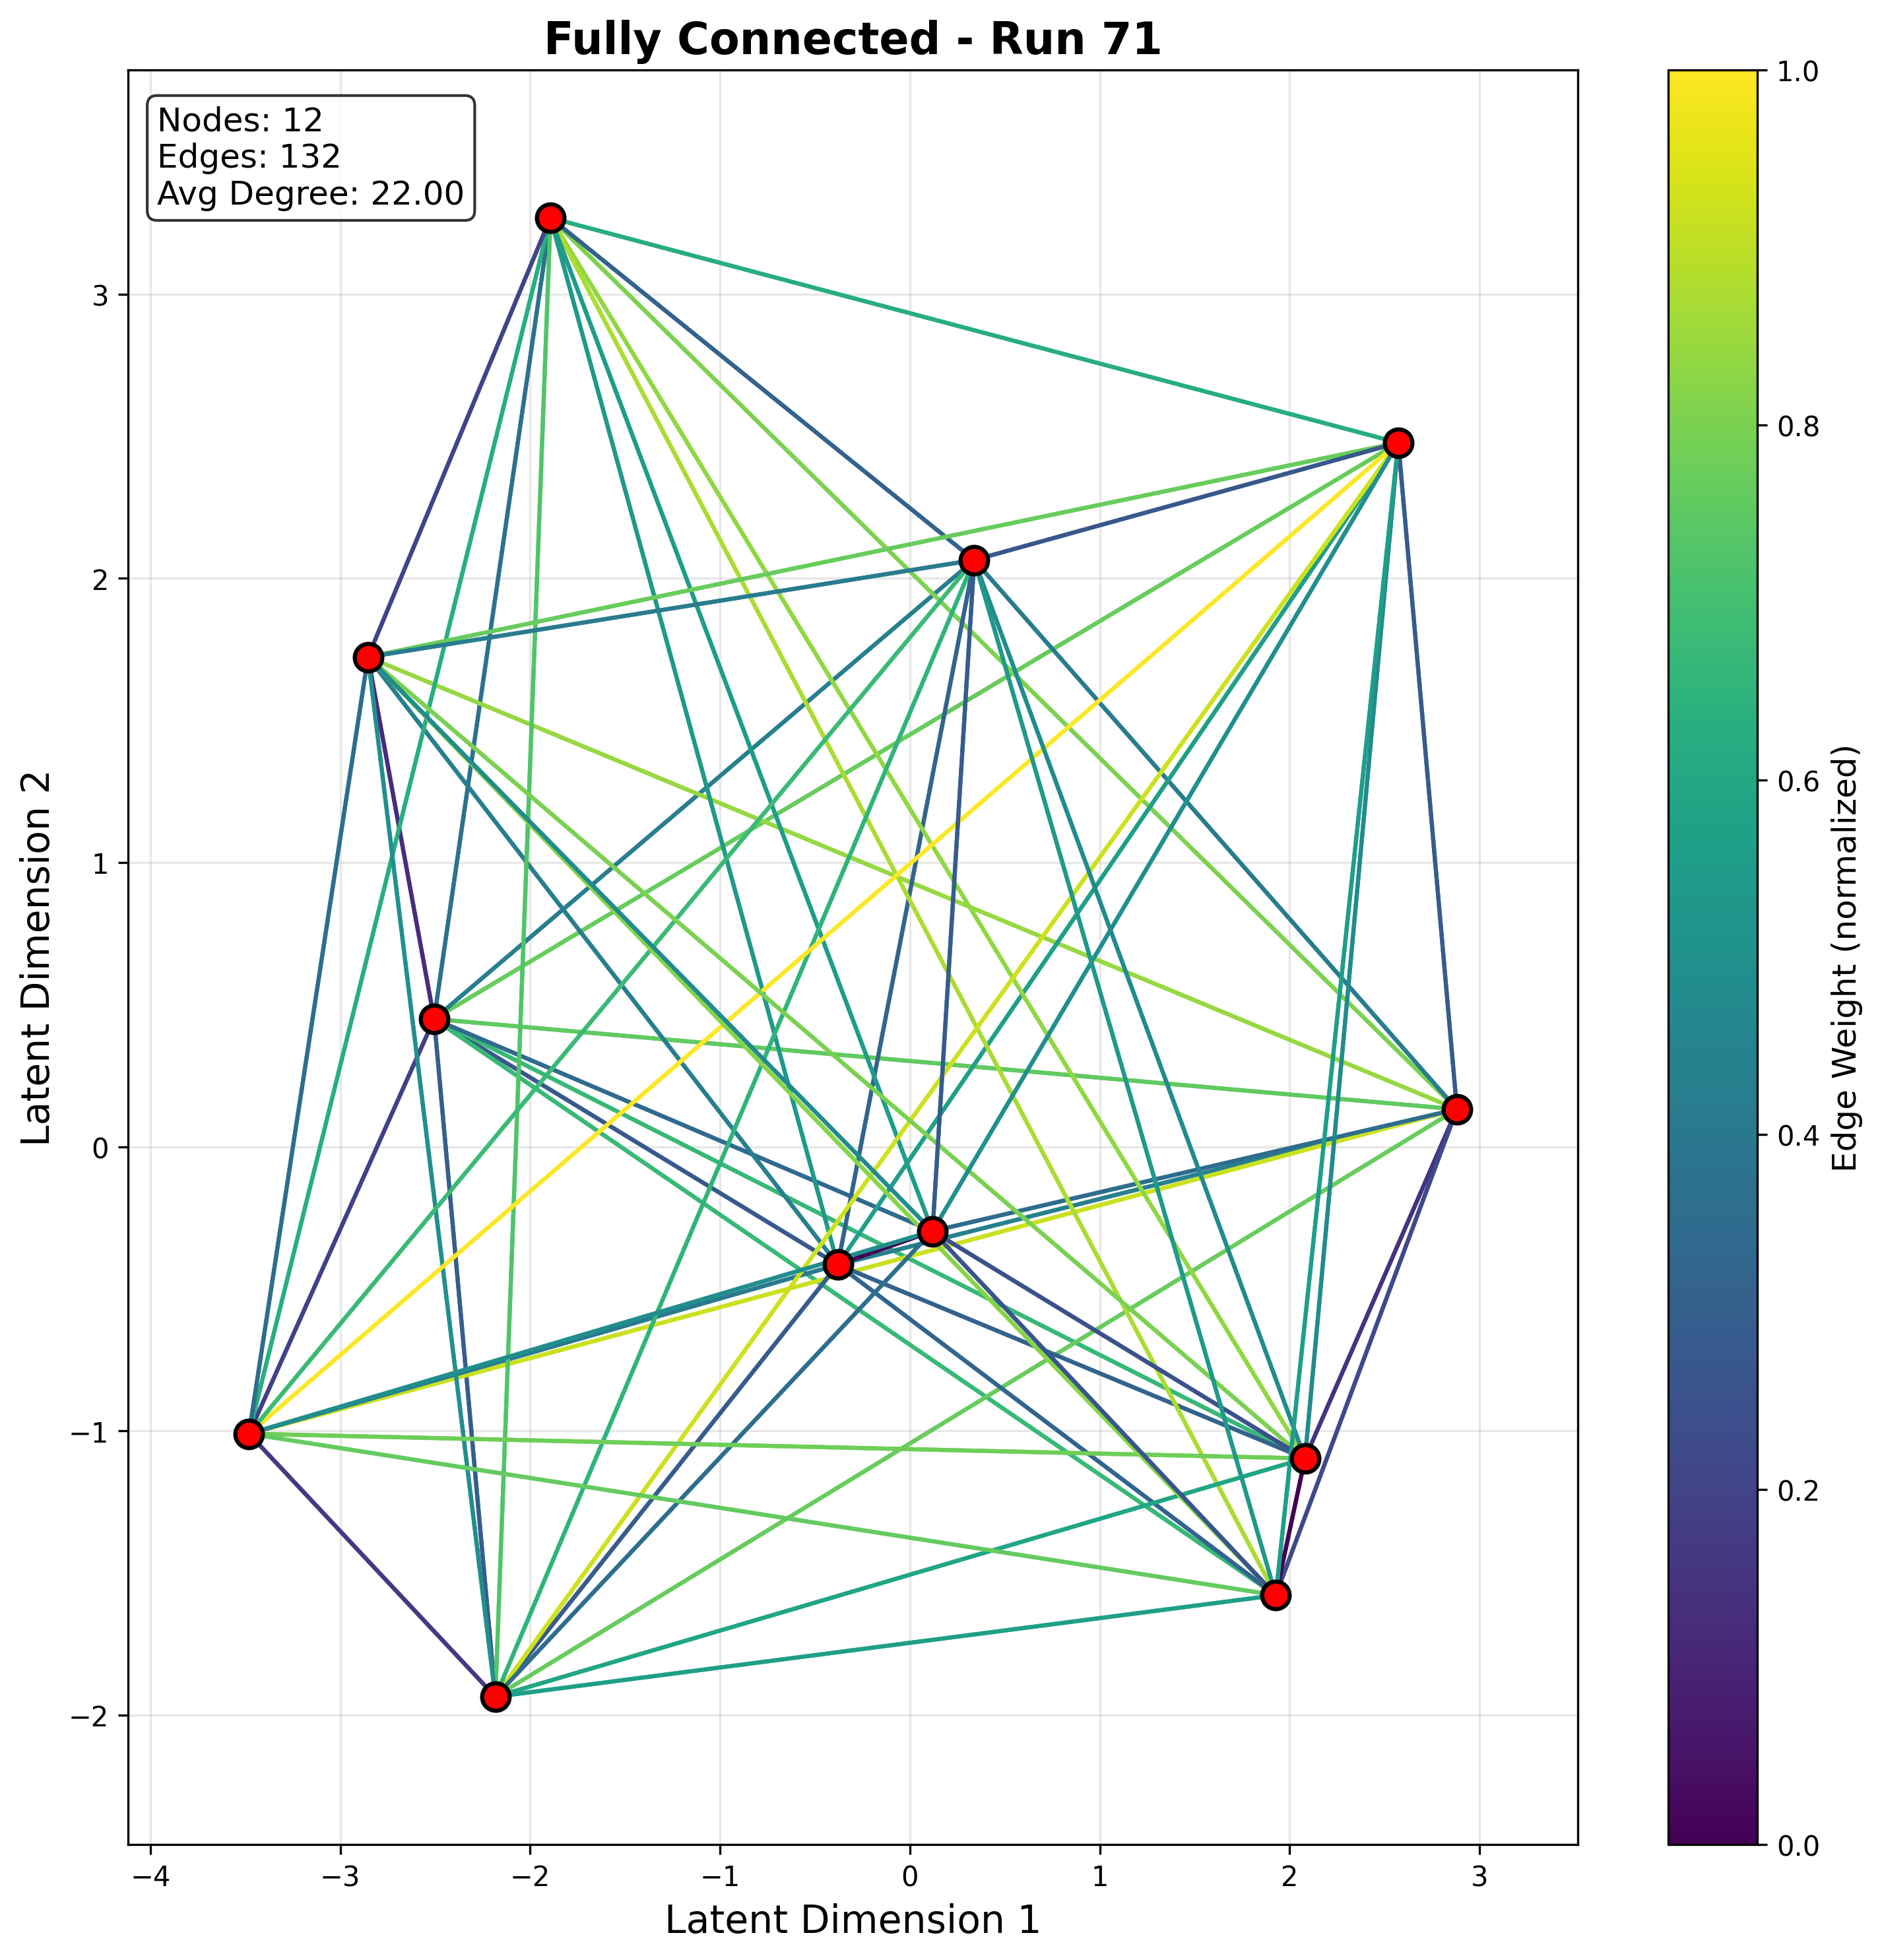 Fully Connected - Run 71
Nodes: 12
Edges: 132
Avg Degree: 22.00
Latent Dimension 2
3
2
1
0
−1
−2
−4
−3
−2
−1
0
1
2
3
Latent Dimension 1
1.0
0.8
0.6
0.4
0.2
0.0
Edge Weight (normalized)